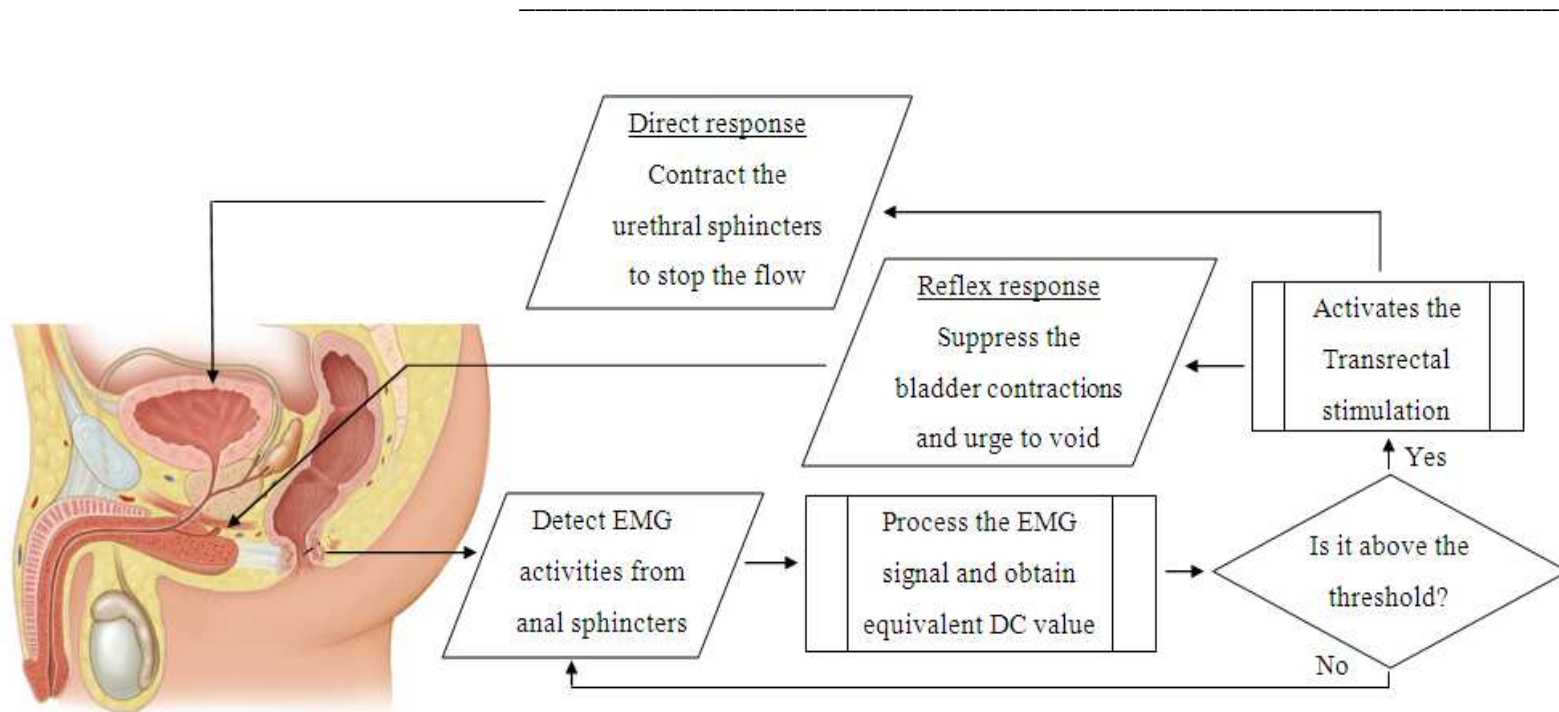 Direct response
Contract the
urethral sphincters
to stop the flow
Reflex response
Suppress the
bladder contractions
and urge to void
Activates the
Transrectal
stimulation
Yes
Detect EMG
activities from
anal sphincters
Process the EMG
signal and obtain
equivalent DC value
Is it above the
threshold?
No